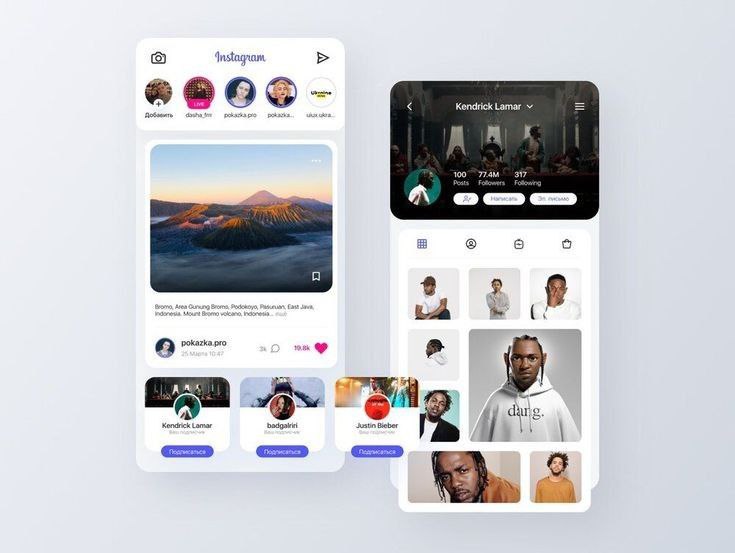 Instagram
LIVE
Ukraine
Добавить
dasha_frrr
pokazka.pro
pokazka...
uiux.ukra...
Bromo, Area Gunung Bromo, Podokoyo, Pasuruan, East Java,
Indonesia. Mount Bromo volcano, Indonesia... ещё
pokazka.pro
25 Марта 10:47
3k
19.8k
Kendrick Lamar
Ваш подписчик
Подписаться
badgalriri
Ваш подписчик
Подписаться
Justin Bieber
Ваш подписчик
Подписаться
Kendrick Lamar
100
77.4M
317
Posts
Followers
Following
Написать
Эл. письмо
dang.